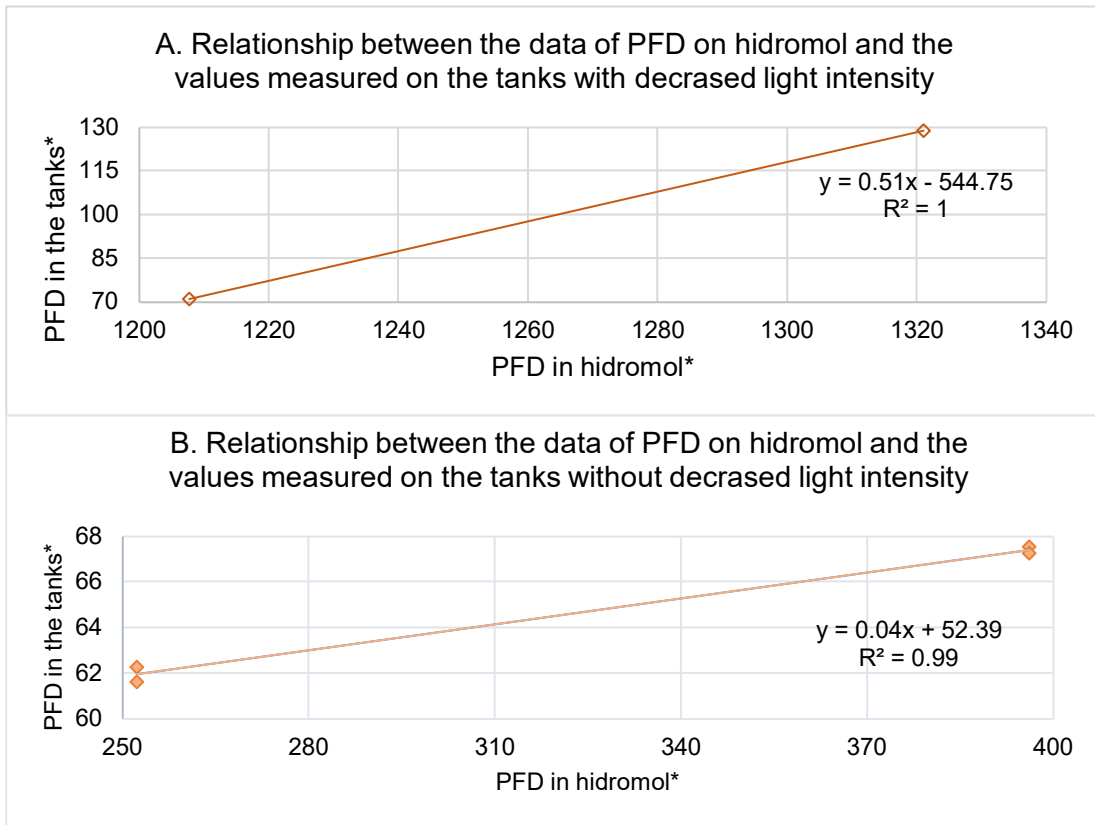 A. Relationship between the data of PFD on hidromol and the
values measured on the tanks with decrased light intensity
PFD in the tanks*
130
115
100
85
70
y = 0.51x - 544.75
R² = 1
1200 1220 1240 1260 1280 1300 1320 1340
PFD in hidromol*
B. Relationship between the data of PFD on hidromol and the
values measured on the tanks without decrased light intensity
PFD in the tanks*
68
66
64
62
60
y = 0.04x + 52.39
R² = 0.99
250 280 310 340 370 400
PFD in hidromol*